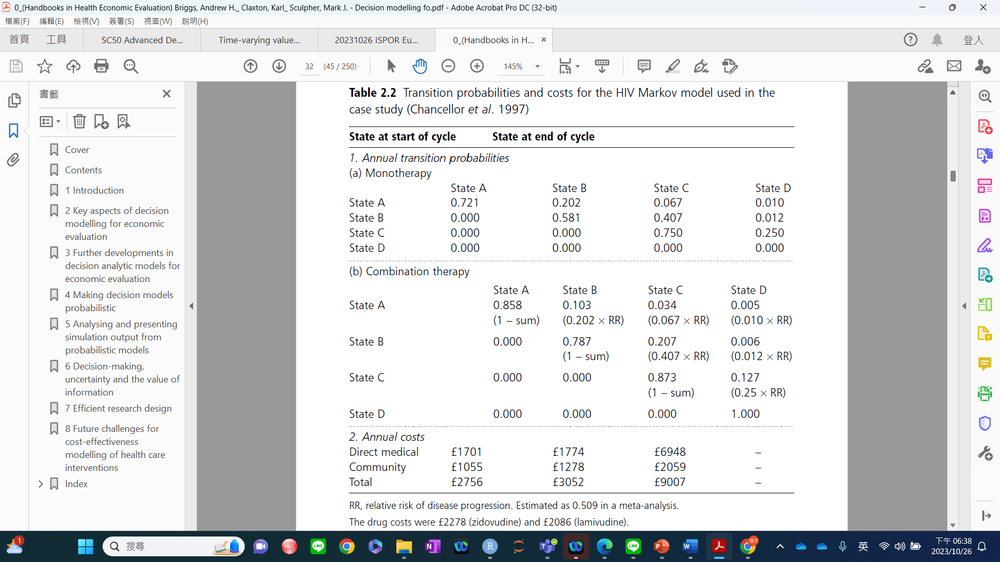 0_(Handbooks in Health Economic Evaluation) Briggs, Andrew H._ Claxton, Karl_ Sculpher, Mark J. - Decision modelling fo.pdf - Adobe Acrobat Pro DC (32-bit)
檔案(F) 編輯(E) 檢視(V) 簽署(S) 視窗(W) 說明(H)
首頁 工具 SC50 Advanced De... Time-varying value... 20231026 ISPOR Eu... 0_(Handbooks in H... × 登入
32 (45 / 250) 145%
書籤
Cover
Contents
1 Introduction
2 Key aspects of decision
modelling for economic
evaluation
3 Further developments in
decision analytic models for
economic evaluation
4 Making decision models
probabilistic
5 Analysing and presenting
simulation output from
probabilistic models
6 Decision-making,
uncertainty and the value of
information
7 Efficient research design
8 Future challenges for
cost-effectiveness
modelling of health care
interventions
Index
Table 2.2 Transition probabilities and costs for the HIV Markov model used in the
case study (Chancellor et al. 1997)
State at start of cycle State at end of cycle
1. Annual transition probabilities
(a) Monotherapy
State A State B State C State D
State A 0.721 0.202 0.067 0.010
State B 0.000 0.581 0.407 0.012
State C 0.000 0.000 0.750 0.250
State D 0.000 0.000 0.000 0.000
(b) Combination therapy
State A State B State C State D
State A 0.858 0.103 0.034 0.005
(1 – sum) (0.202 × RR) (0.067 × RR) (0.010 × RR)
State B 0.000 0.787 0.207 0.006
(1 – sum) (0.407 × RR) (0.012 × RR)
State C 0.000 0.000 0.873 0.127
(1 – sum) (0.25 × RR)
State D 0.000 0.000 0.000 1.000
2. Annual costs
Direct medical £1701 £1774 £6948 –
Community £1055 £1278 £2059 –
Total £2756 £3052 £9007 –
RR, relative risk of disease progression. Estimated as 0.509 in a meta-analysis.
The drug costs were £2278 (zidovudine) and £2086 (lamivudine).
1 搜尋 REC LINE N R T LINE P W 英 下午 06:38
2023/10/26